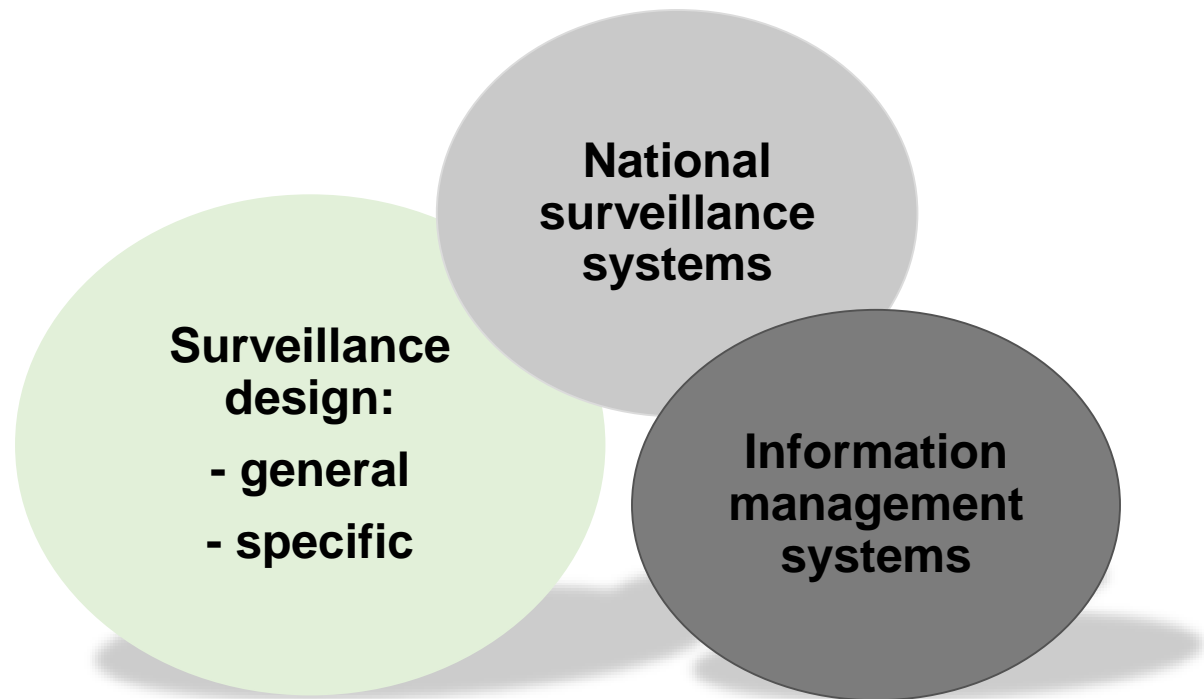 National
surveillance
systems
Surveillance
design:
- general
- specific
Information
management
systems